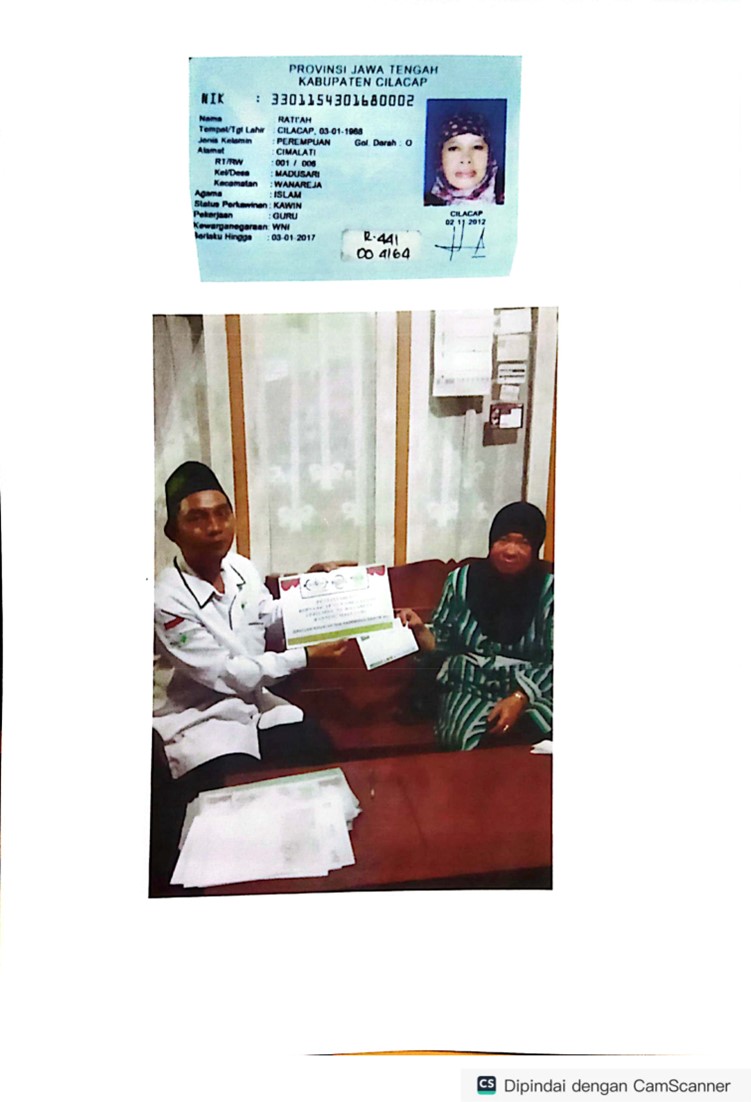 PROVINSI JAWA TENGAH
KABUPATEN CILACAP
NIK : 3301154301680002
Nama : RATI'AH
Tempat/Tgl Lahir : CILACAP, 03-01-1968
Jenis Kelamin : PEREMPUAN Gol. Darah : O
Alamat : CIMALATI
RT/RW : 001 / 006
Kel/Desa : MADUSARI
Kecamatan : WANAREJA
Agama : ISLAM
Status Perkawinan : KAWIN
Pekerjaan : GURU
Kewarganegaraan : WNI
Berlaku Hingga : 03-01-2017
CILACAP
02-11-2012
R-441
00 4164
CS Dipindai dengan CamScanner